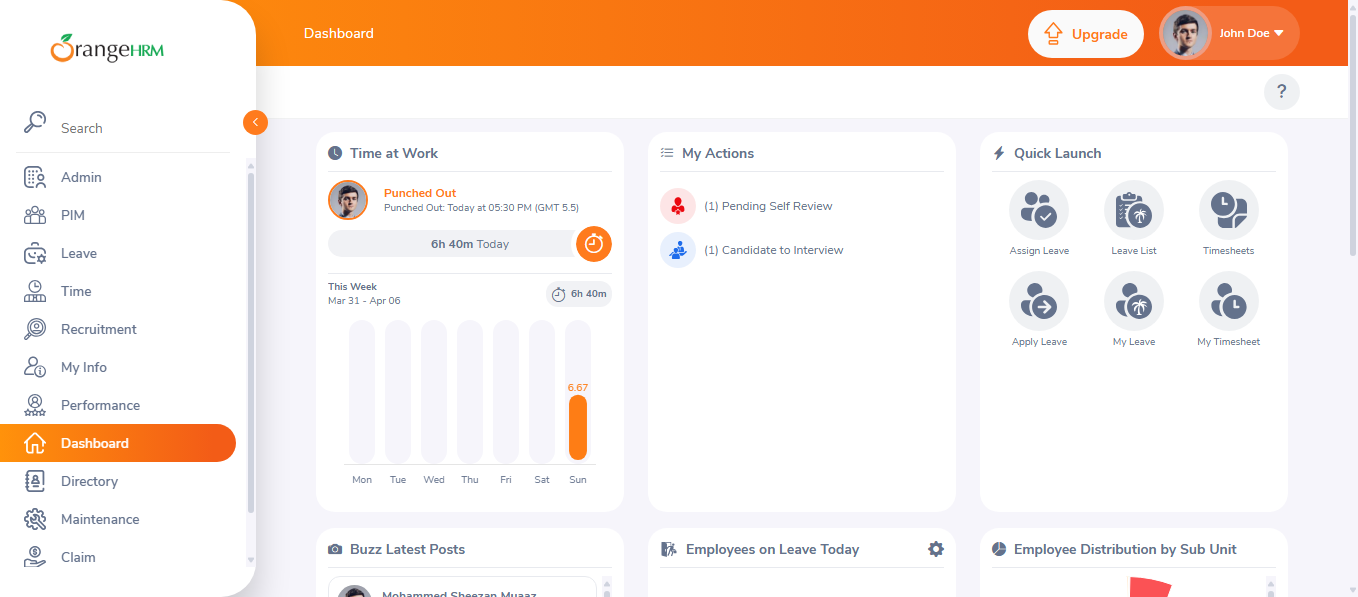 OrangeHRM
Search
Admin
PIM
Leave
Time
Recruitment
My Info
Performance
Dashboard
Directory
Maintenance
Claim
Dashboard
Upgrade
John Doe
?
Time at Work
Punched Out
Punched Out: Today at 05:30 PM (GMT 5.5)
6h 40m Today
This Week
Mar 31 - Apr 06
6h 40m
6.67
Mon Tue Wed Thu Fri Sat Sun
My Actions
(1) Pending Self Review
(1) Candidate to Interview
Quick Launch
Assign Leave
Leave List
Timesheets
Apply Leave
My Leave
My Timesheet
Buzz Latest Posts
Mohammed Sheezan Muaaz
Employees on Leave Today
Employee Distribution by Sub Unit